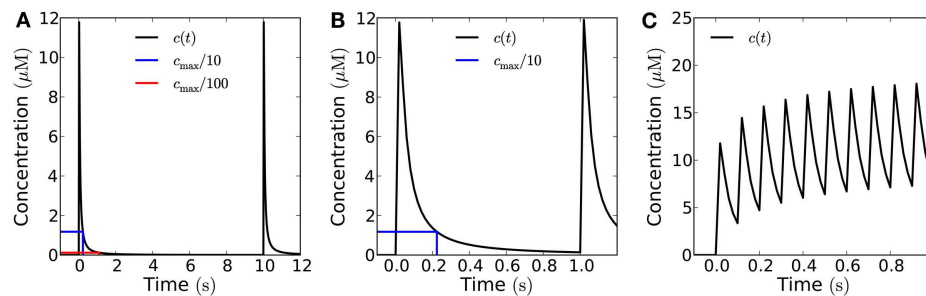 A
Concentration (μM)
12
10
8
6
4
2
0
c(t)
c_max/10
c_max/100
0 2 4 6 8 10 12
Time (s)
B
Concentration (μM)
12
10
8
6
4
2
0
c(t)
c_max/10
0.0 0.2 0.4 0.6 0.8 1.0
Time (s)
C
Concentration (μM)
25
20
15
10
5
0
c(t)
0.0 0.2 0.4 0.6 0.8
Time (s)